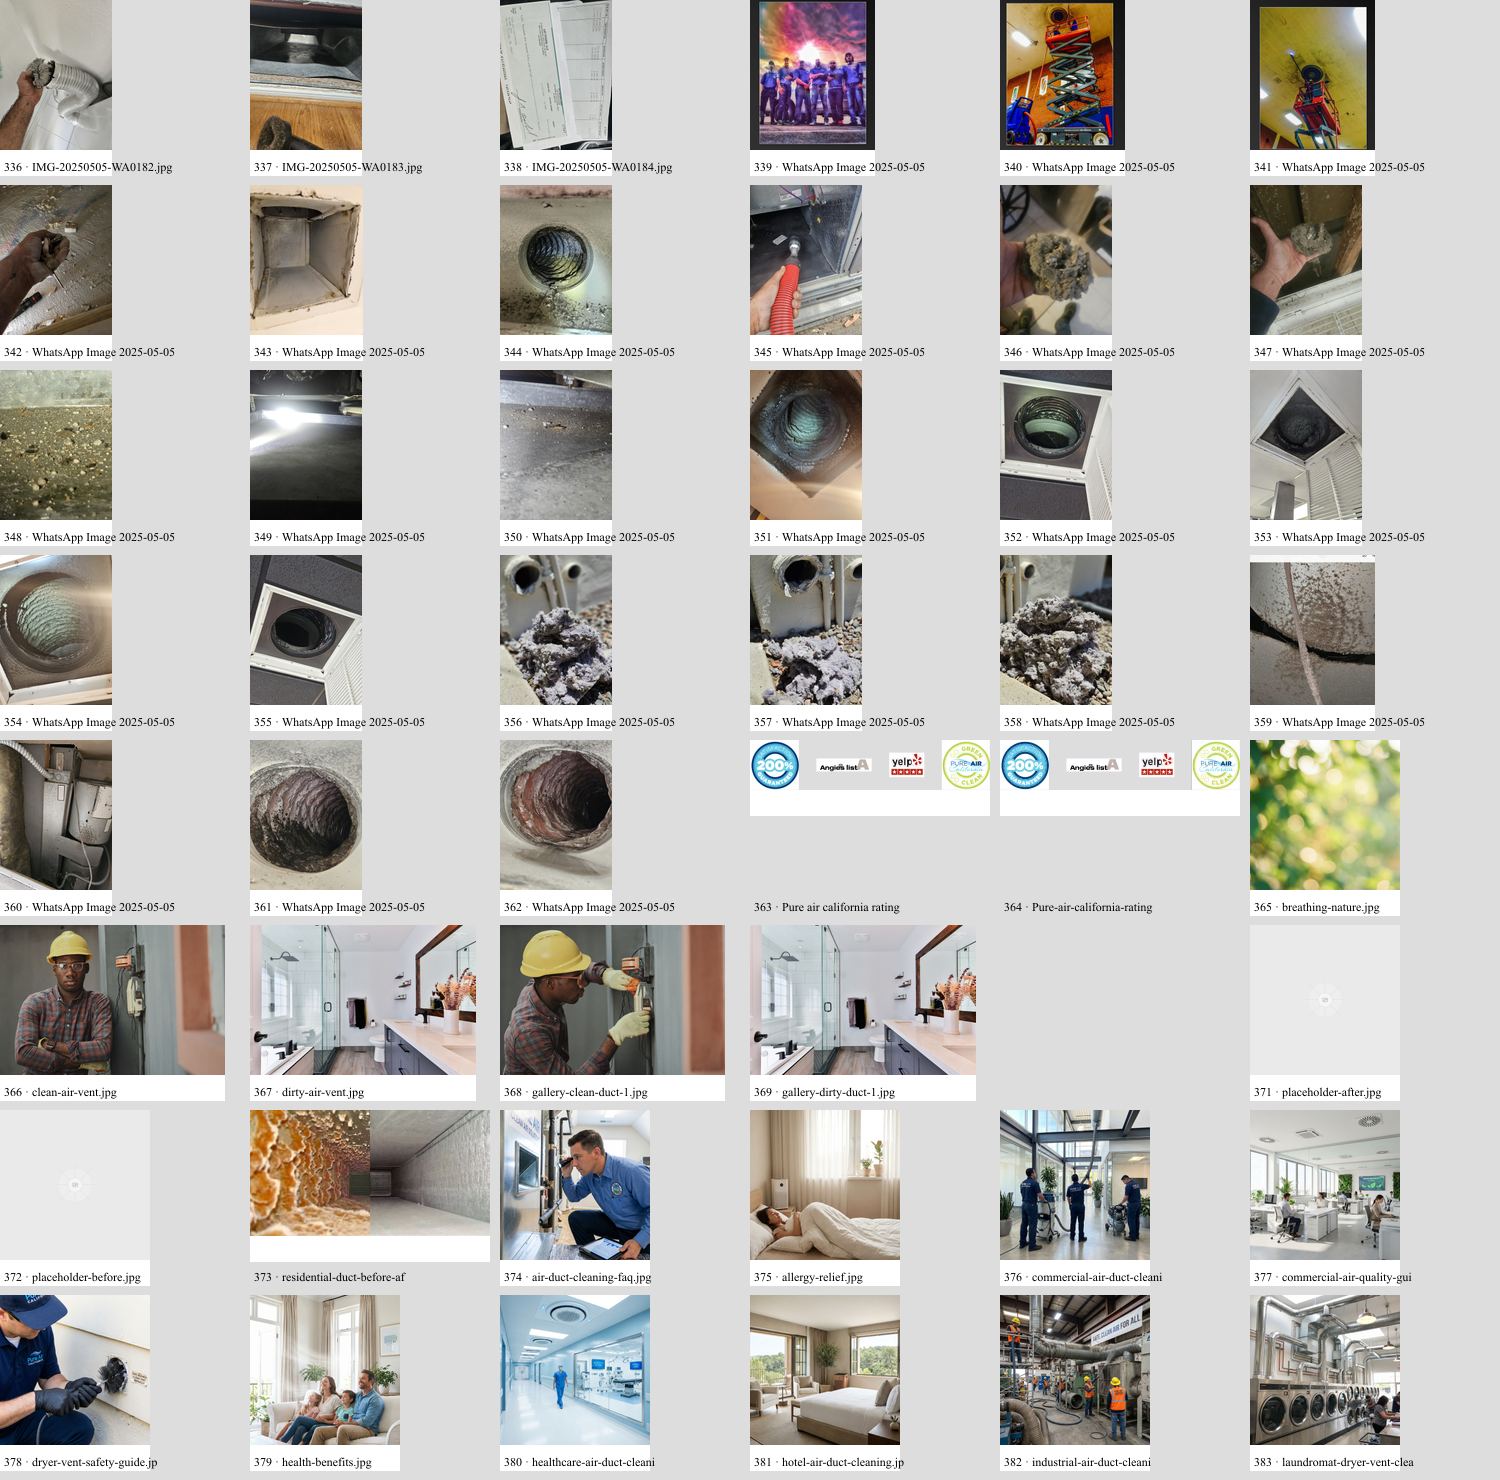 336 · IMG-20250505-WA0182.jpg
337 · IMG-20250505-WA0183.jpg
338 · IMG-20250505-WA0184.jpg
339 · WhatsApp Image 2025-05-05
340 · WhatsApp Image 2025-05-05
341 · WhatsApp Image 2025-05-05
342 · WhatsApp Image 2025-05-05
343 · WhatsApp Image 2025-05-05
344 · WhatsApp Image 2025-05-05
345 · WhatsApp Image 2025-05-05
346 · WhatsApp Image 2025-05-05
347 · WhatsApp Image 2025-05-05
348 · WhatsApp Image 2025-05-05
349 · WhatsApp Image 2025-05-05
350 · WhatsApp Image 2025-05-05
351 · WhatsApp Image 2025-05-05
352 · WhatsApp Image 2025-05-05
353 · WhatsApp Image 2025-05-05
354 · WhatsApp Image 2025-05-05
355 · WhatsApp Image 2025-05-05
356 · WhatsApp Image 2025-05-05
357 · WhatsApp Image 2025-05-05
358 · WhatsApp Image 2025-05-05
359 · WhatsApp Image 2025-05-05
200%
Angie's list
yelp
GREEN
PURE AIR
California
CLEAN
200%
Angie's list
yelp
GREEN
PURE AIR
California
CLEAN
360 · WhatsApp Image 2025-05-05
361 · WhatsApp Image 2025-05-05
362 · WhatsApp Image 2025-05-05
363 · Pure air california rating
364 · Pure-air-california-rating
365 · breathing-nature.jpg
366 · clean-air-vent.jpg
367 · dirty-air-vent.jpg
368 · gallery-clean-duct-1.jpg
369 · gallery-dirty-duct-1.jpg
371 · placeholder-after.jpg
372 · placeholder-before.jpg
373 · residential-duct-before-af
374 · air-duct-cleaning-faq.jpg
375 · allergy-relief.jpg
376 · commercial-air-duct-cleani
377 · commercial-air-quality-gui
CLEAN AIR FOR ALL
378 · dryer-vent-safety-guide.jp
379 · health-benefits.jpg
380 · healthcare-air-duct-cleani
381 · hotel-air-duct-cleaning.jp
382 · industrial-air-duct-cleani
383 · laundromat-dryer-vent-clea